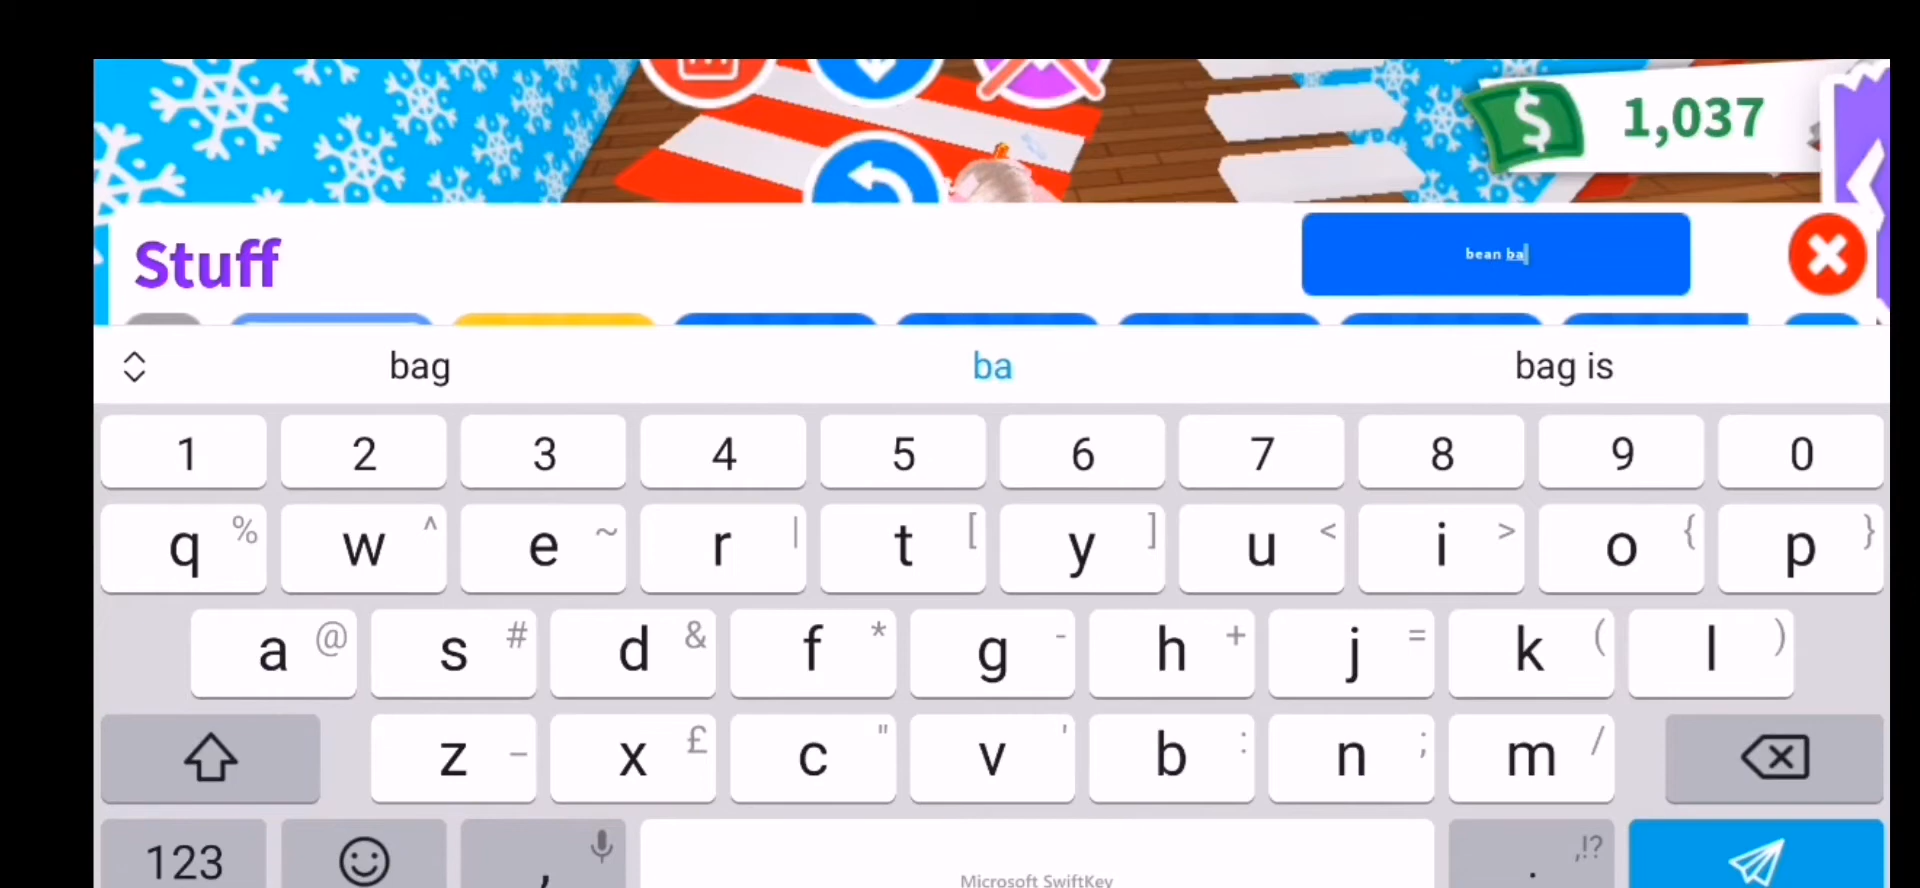 $ 1,037
Stuff
bean ba
bag ba bag is
1 2 3 4 5 6 7 8 9 0
q % w ^ e ~ r | t [ y ] u < i > o { p }
a @ s # d & f * g - h + j = k ( l )
z _ x £ c " v ' b : n ; m /
123 , . ,!?
Microsoft SwiftKey